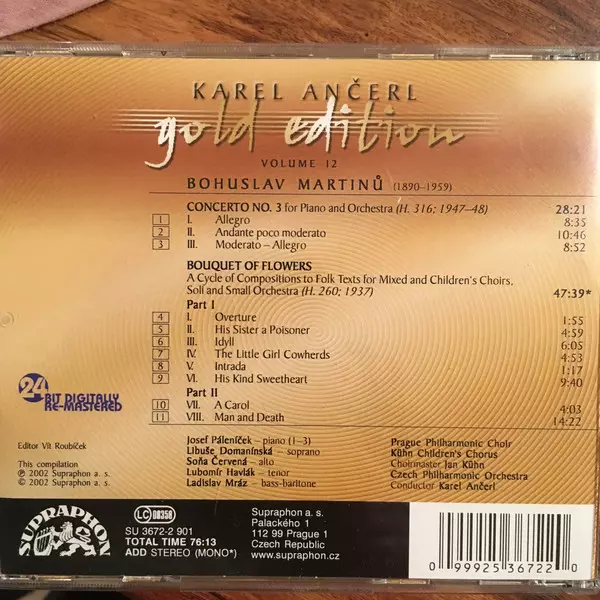 KAREL ANČERL
gold edition
VOLUME 12
BOHUSLAV MARTINŮ (1890–1959)
CONCERTO NO. 3 for Piano and Orchestra (H. 316; 1947–48) 28:21
1 I. Allegro 8:35
2 II. Andante poco moderato 10:46
3 III. Moderato – Allegro 8:52
BOUQUET OF FLOWERS
A Cycle of Compositions to Folk Texts for Mixed and Children's Choirs,
Soli and Small Orchestra (H. 260; 1937) 47:39*
Part I
4 I. Overture 1:55
5 II. His Sister a Poisoner 4:59
6 III. Idyll 6:05
7 IV. The Little Girl Cowherds 4:53
8 V. Intrada 1:17
9 VI. His Kind Sweetheart 9:40
Part II
10 VII. A Carol 4:03
11 VIII. Man and Death 14:22
24
BIT DIGITALLY
RE-MASTERED
Editor Vít Roubíček
This compilation
℗ 2002 Supraphon a. s.
© 2002 Supraphon a. s.
Josef Páleníček – piano (1–3)
Libuše Domanínská – soprano
Soňa Červená – alto
Lubomír Havlák – tenor
Ladislav Mráz – bass-baritone
Prague Philharmonic Choir
Kühn Children's Chorus
Choirmaster Jan Kühn
Czech Philharmonic Orchestra
Conductor Karel Ančerl
SUPRAPHON
LC 00358
SU 3672-2 901
TOTAL TIME 76:13
ADD STEREO (MONO*)
Supraphon a. s.
Palackého 1
112 99 Prague 1
Czech Republic
www.supraphon.cz
0 99925 36722 0